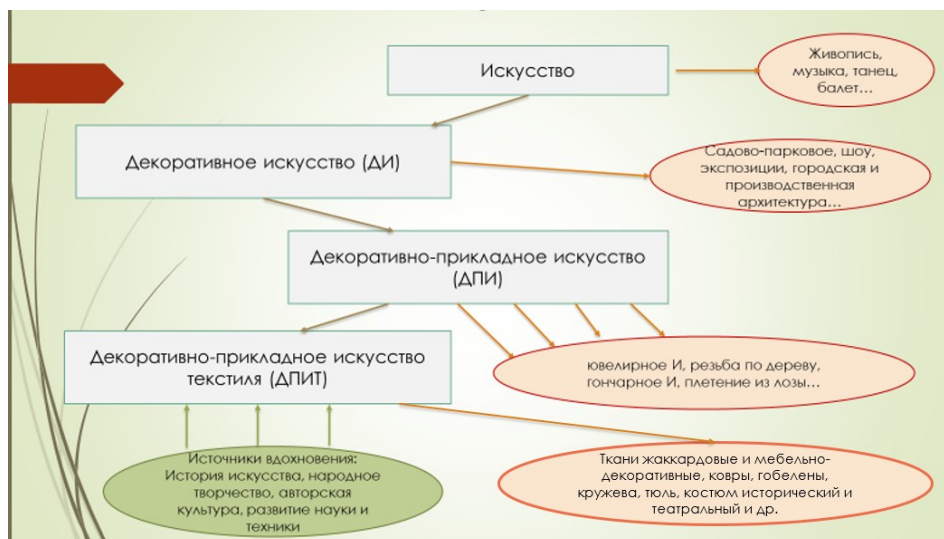 Искусство
Живопись,
музыка, танец,
балет...
Декоративное искусство (ДИ)
Садово-парковое, шоу,
экспозиции, городская и
производственная
архитектура...
Декоративно-прикладное искусство
(ДПИ)
Декоративно-прикладное искусство
текстиля (ДПИТ)
ювелирное И, резьба по дереву,
гончарное И, плетение из лозы...
Источники вдохновения:
История искусства, народное
творчество, авторская
культура, развитие науки и
техники
Ткани жаккардовые и мебельно-
декоративные, ковры, гобелены,
кружева, тюль, костюм исторический и
театральный и др.